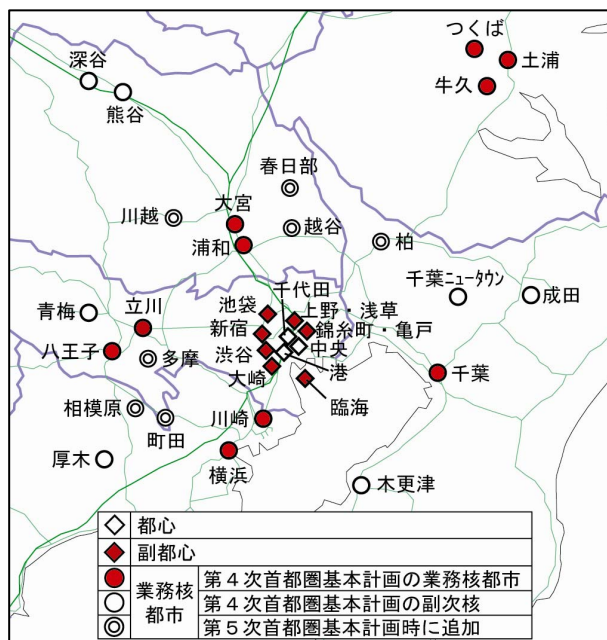 つくば
土浦
牛久
深谷
熊谷
春日部
大宮
川越
越谷
浦和
柏
千代田
千葉ニュータウン
成田
池袋
上野・浅草
青梅
立川
新宿
錦糸町・亀戸
八王子
多摩
渋谷
中央
大崎
港
千葉
臨海
相模原
町田
川崎
厚木
横浜
木更津
都心
副都心
業務核
都市
第４次首都圏基本計画の業務核都市
第４次首都圏基本計画の副次核
第５次首都圏基本計画時に追加